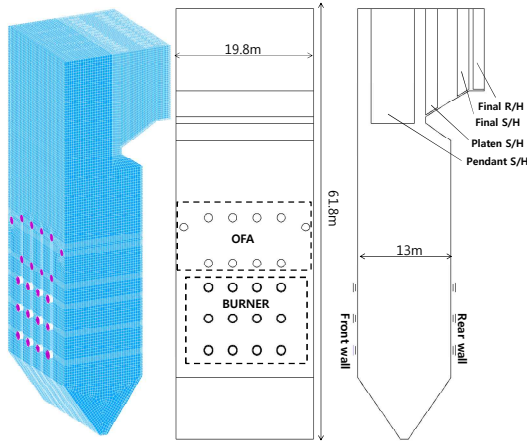 19.8m
61.8m
OFA
BURNER
Final R/H
Final S/H
Platen S/H
Pendant S/H
13m
Front wall
Rear wall